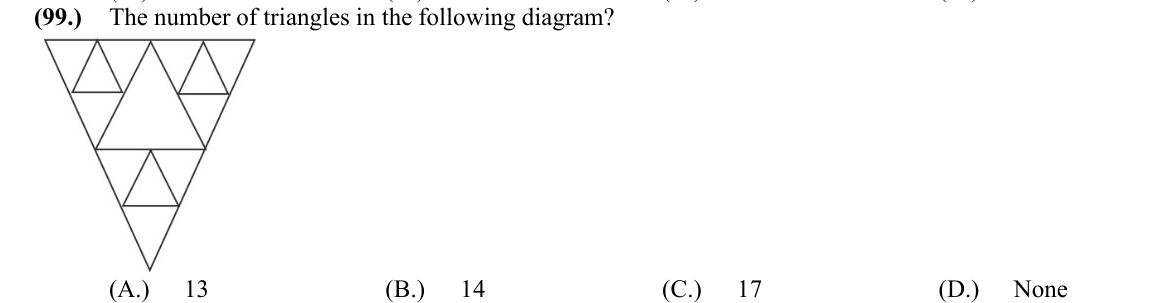 (99.) The number of triangles in the following diagram?
(A.) 13 (B.) 14 (C.) 17 (D.) None